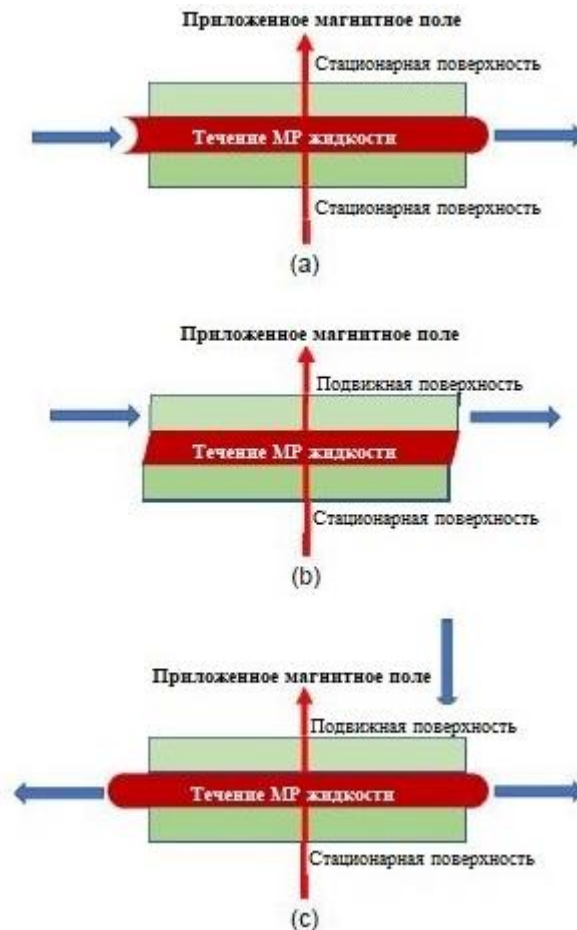 Приложенное магнитное поле
Стационарная поверхность
Течение МР жидкости
Стационарная поверхность
(a)
Приложенное магнитное поле
Подвижная поверхность
Течение МР жидкости
Стационарная поверхность
(b)
Приложенное магнитное поле
Подвижная поверхность
Течение МР жидкости
Стационарная поверхность
(c)